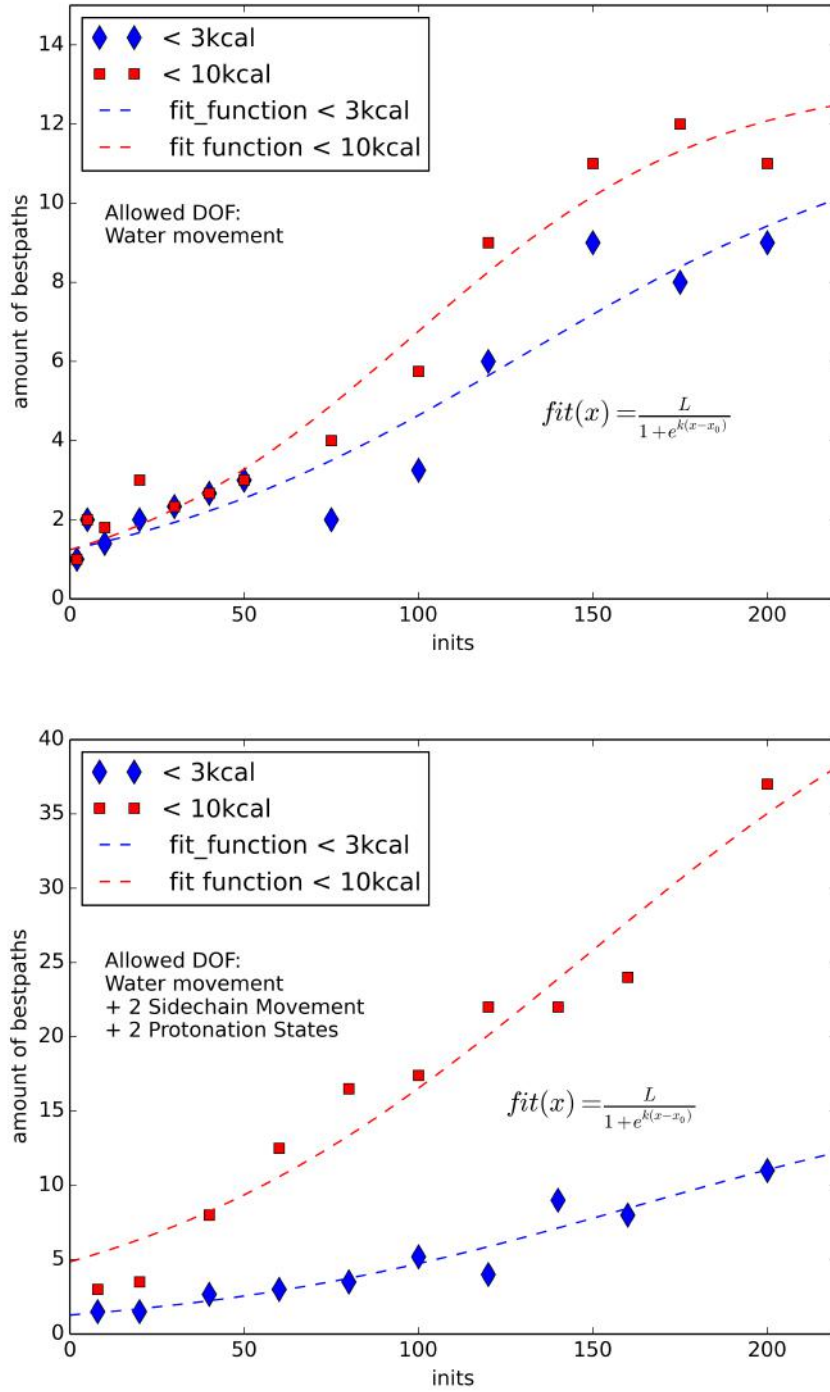 14
12
10
8
6
4
2
0
amount of bestpaths
< 3kcal
< 10kcal
fit_function < 3kcal
fit function < 10kcal
Allowed DOF:
Water movement
fit(x) = L / 1+e^{k(x−x_0)}
0 50 100 150 200
inits
40
35
30
25
20
15
10
5
0
amount of bestpaths
< 3kcal
< 10kcal
fit_function < 3kcal
fit function < 10kcal
Allowed DOF:
Water movement
+ 2 Sidechain Movement
+ 2 Protonation States
fit(x) = L / 1+e^{k(x−x_0)}
0 50 100 150 200
inits